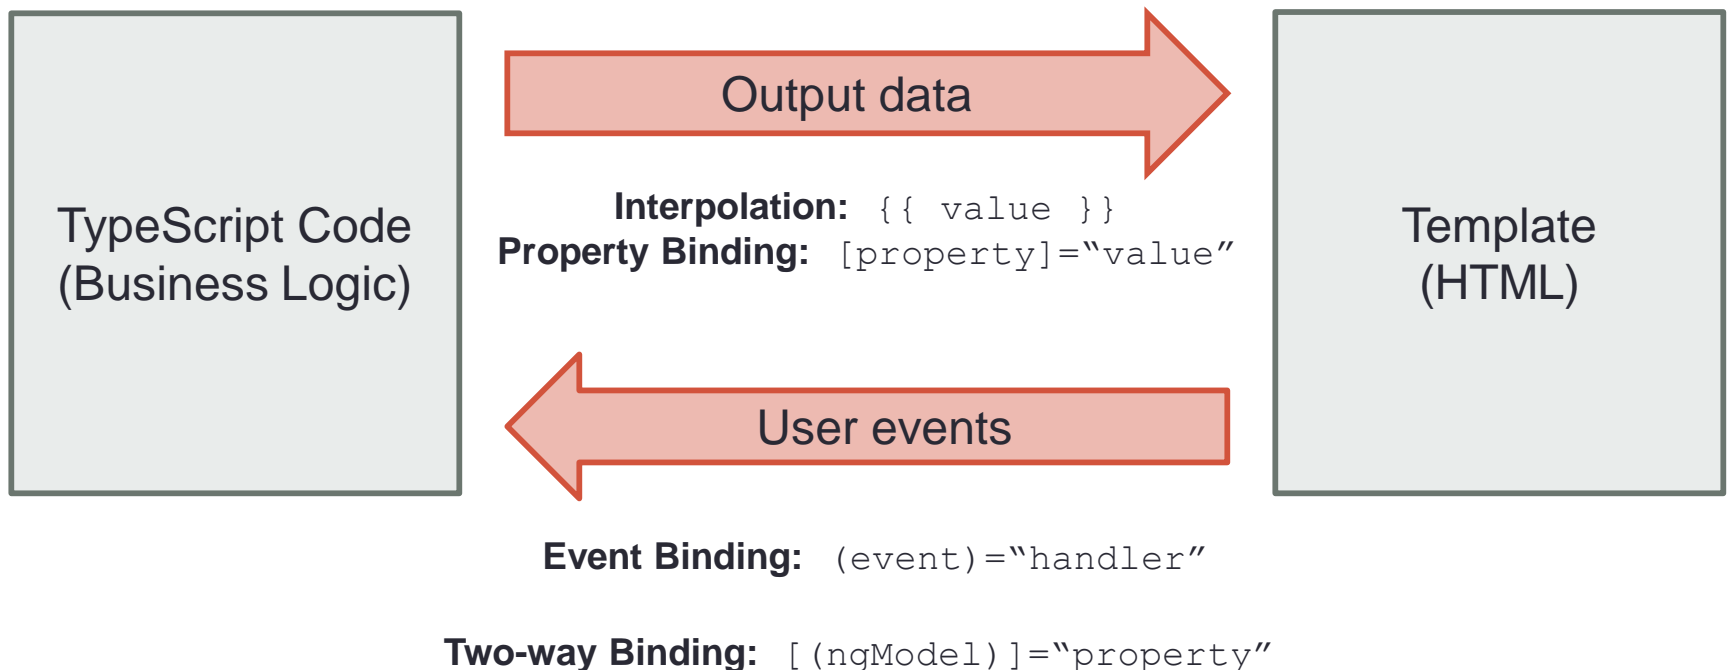 Output data
TypeScript Code
(Business Logic)
Interpolation: {{ value }}
Property Binding: [property]=“value”
Template
(HTML)
User events
Event Binding: (event)=“handler”
Two-way Binding: [(ngModel)]=“property”